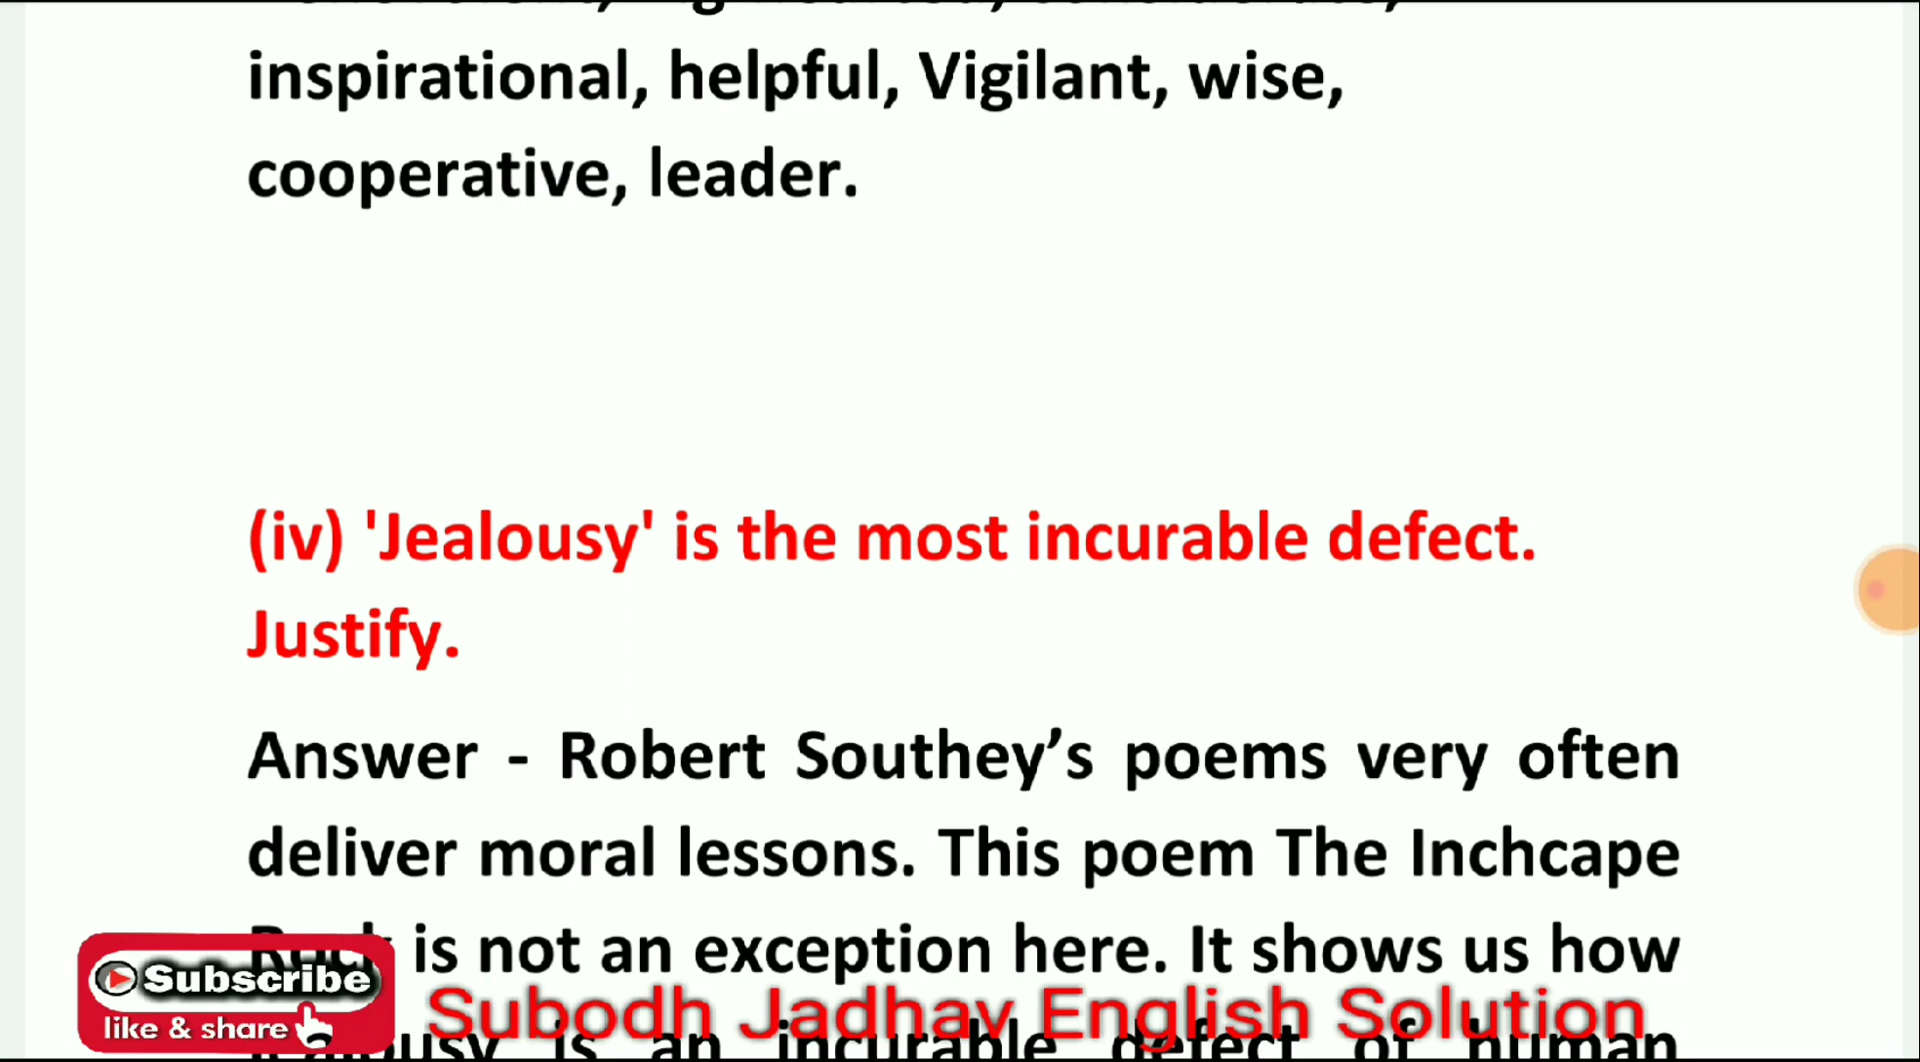 inspirational, helpful, Vigilant, wise,
cooperative, leader.
(iv) 'Jealousy' is the most incurable defect.
Justify.
Answer - Robert Southey’s poems very often
deliver moral lessons. This poem The Inchcape
Rock is not an exception here. It shows us how
jealousy is an incurable defect of human
Subscribe
like & share
Subodh Jadhav English Solution